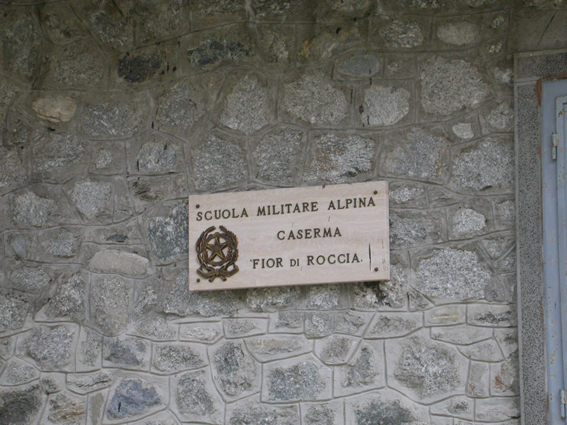 SCUOLA MILITARE ALPINA
CASERMA
"FIOR DI ROCCIA."